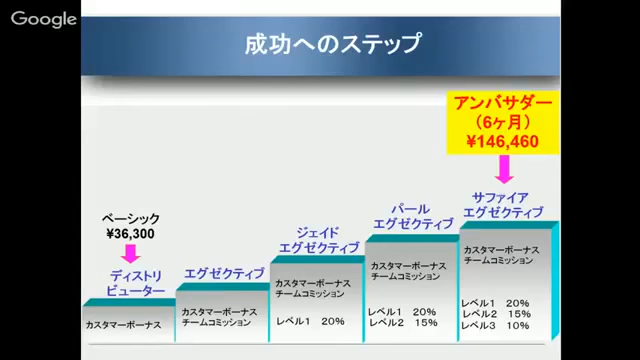 Google
成功へのステップ
アンバサダー
（6ヶ月）
¥146,460
サファイア
エグゼクティブ
パール
エグゼクティブ
ジェイド
エグゼクティブ
エグゼクティブ
ベーシック
¥36,300
ディストリ
ビューター
カスタマーボーナス
カスタマーボーナス
チームコミッション
カスタマーボーナス
チームコミッション
レベル1 20%
カスタマーボーナス
チームコミッション
レベル1 20%
レベル2 15%
カスタマーボーナス
チームコミッション
レベル1 20%
レベル2 15%
レベル3 10%